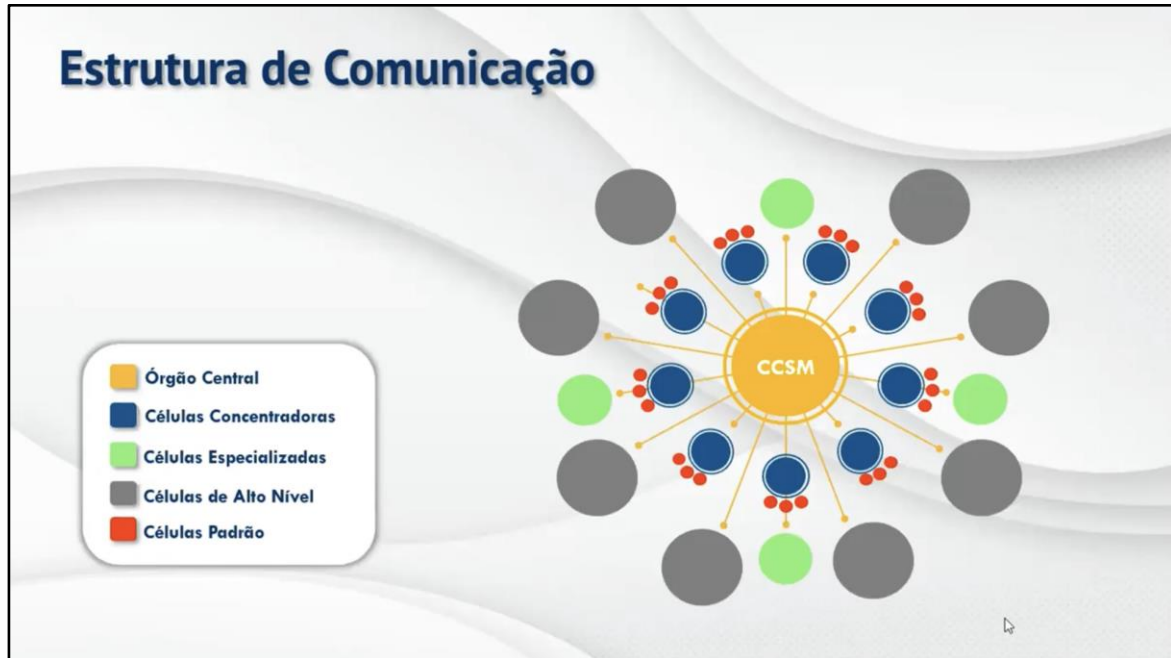 Estrutura de Comunicação
CCSM
Órgão Central
Células Concentradoras
Células Especializadas
Células de Alto Nível
Células Padrão